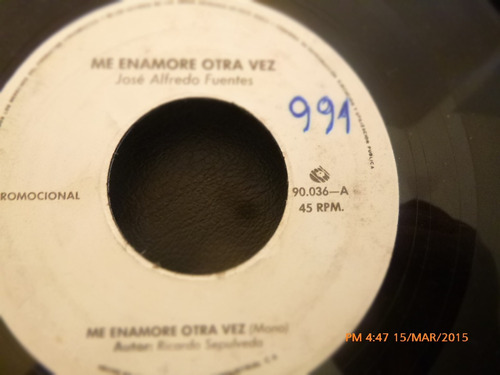 ME ENAMORE OTRA VEZ
José Alfredo Fuentes
991
PROMOCIONAL
90.036—A
45 RPM.
ME ENAMORE OTRA VEZ (Mono)
Autor: Ricardo Sepulveda
PM 4:47 15/MAR/2015